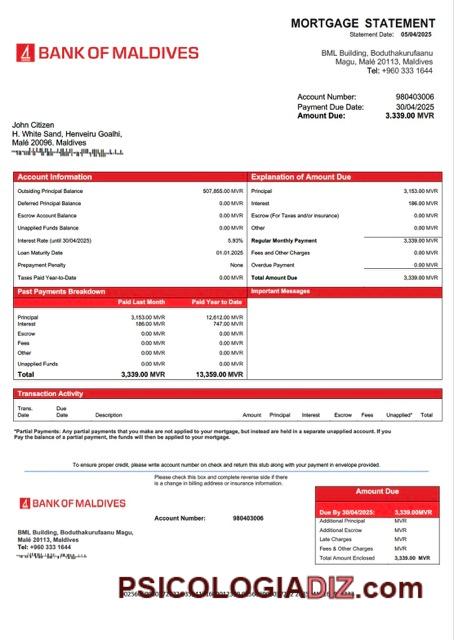 MORTGAGE STATEMENT
Statement Date: 05/04/2025
BANK OF MALDIVES
BML Building, Boduthakurufaanu
Magu, Malé 20113, Maldives
Tel: +960 333 1644
Account Number: 980403006
Payment Due Date: 30/04/2025
Amount Due: 3,339.00 MVR
John Citizen
H. White Sand, Henveiru Goalhi,
Malé 20096, Maldives
Account Information
Outsiding Principal Balance 507,855.00 MVR
Deferred Principal Balance 0.00 MVR
Escrow Account Balance 0.00 MVR
Unapplied Funds Balance 0.00 MVR
Interest Rate (until 30/04/2025) 5.93%
Loan Maturity Date 01.01.2025
Prepayment Penalty None
Taxes Paid Year-to-Date 0.00 MVR
Explanation of Amount Due
Principal 3,153.00 MVR
Interest 186.00 MVR
Escrow (For Taxes and/or insurance) 0.00 MVR
Other 0.00 MVR
Regular Monthly Payment 3,339.00 MVR
Fees and Other Charges 0.00 MVR
Overdue Payment 0.00 MVR
Total Amount Due 3,339.00 MVR
Past Payments Breakdown
Paid Last Month Paid Year to Date
Principal 3,153.00 MVR 12,612.00 MVR
Interest 186.00 MVR 747.00 MVR
Escrow 0.00 MVR 0.00 MVR
Fees 0.00 MVR 0.00 MVR
Other 0.00 MVR 0.00 MVR
Unapplied Funds 0.00 MVR 0.00 MVR
Total 3,339.00 MVR 13,359.00 MVR
Important Messages
Transaction Activity
Trans. Date Due Date Description Amount Principal Interest Escrow Fees Unapplied* Total
*Partial Payments: Any partial payments that you make are not applied to your mortgage, but instead are held in a separate unapplied account. If you
Pay the balance of a partial payment, the funds will then be applied to your mortgage.
To ensure proper credit, please write account number on check and return this stub along with your payment in envelope provided.
Please check this box and complete reverse side if there
is a change in billing address or insurance information.
BANK OF MALDIVES
Account Number: 980403006
BML Building, Boduthakurufaanu Magu,
Malé 20113, Maldives
Tel: +960 333 1644
Amount Due
Due By 30/04/2025: 3,339.00MVR
Additional Principal MVR
Additional Escrow MVR
Late Charges MVR
Fees & Other Charges MVR
Total Amount Enclosed 3,339.00 MVR
PSICOLOGIADIZ.com